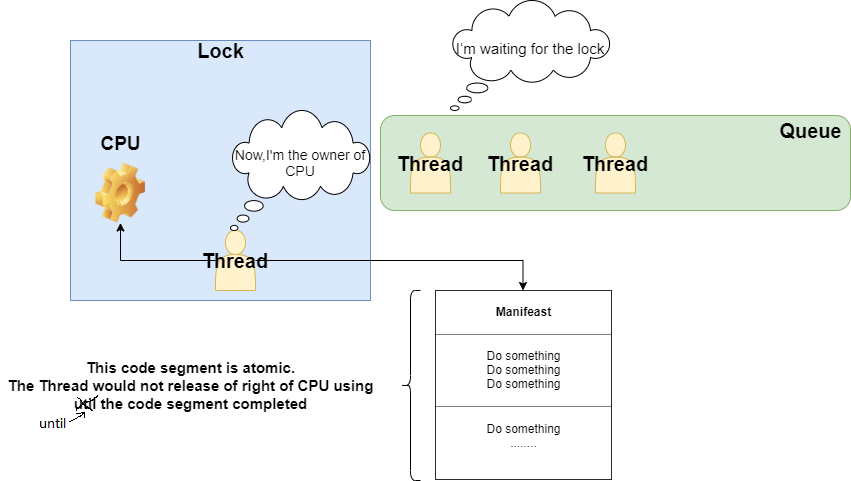 Lock
I'm waiting for the lock
Queue
CPU
Now,I'm the owner of
CPU
Thread
Thread
Thread
Thread
Manifeast
Do something
Do something
Do something
Do something
........
This code segment is atomic.
The Thread would not release of right of CPU using
util the code segment completed
until